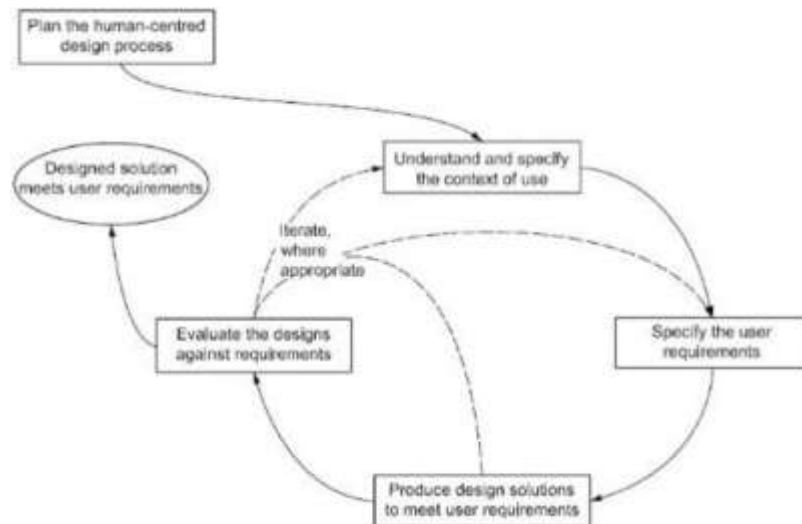 Plan the human-centred
design process
Understand and specify
the context of use
Designed solution
meets user requirements
Iterate,
where
appropriate
Evaluate the designs
against requirements
Specify the user
requirements
Produce design solutions
to meet user requirements